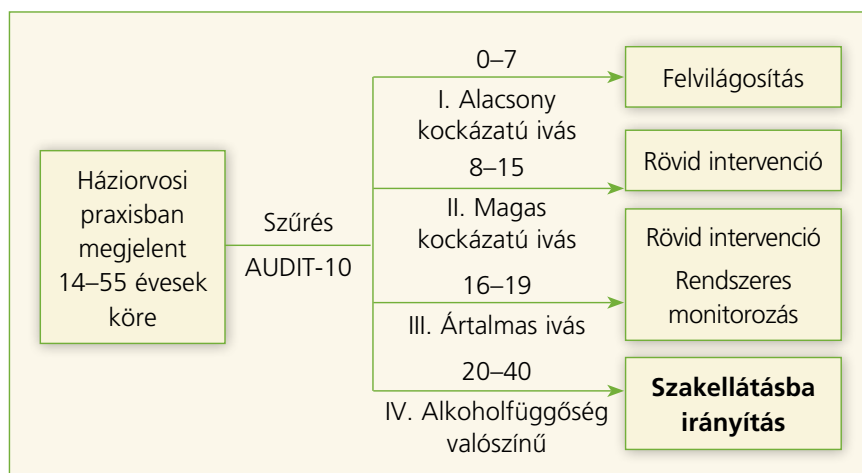 Háziorvosi
praxisban
megjelent
14–55 évesek
köre
Szűrés
AUDIT-10
0–7
I. Alacsony
kockázatú ivás
Felvilágosítás
8–15
II. Magas
kockázatú ivás
Rövid intervenció
16–19
III. Ártalmas ivás
Rövid intervenció
Rendszeres
monitorozás
20–40
IV. Alkoholfüggőség
valószínű
Szakellátásba
irányítás